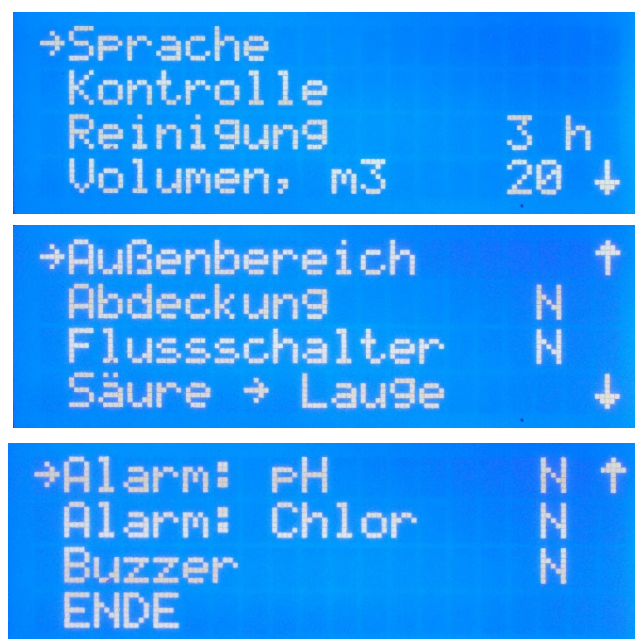 →Sprache
Kontrolle
Reinigung 3 h
Volumen, m3 20 ↓
→Außenbereich ↑
Abdeckung N
Flussschalter N
Säure → Lauge ↓
→Alarm: pH N ↑
Alarm: Chlor N
Buzzer N
ENDE